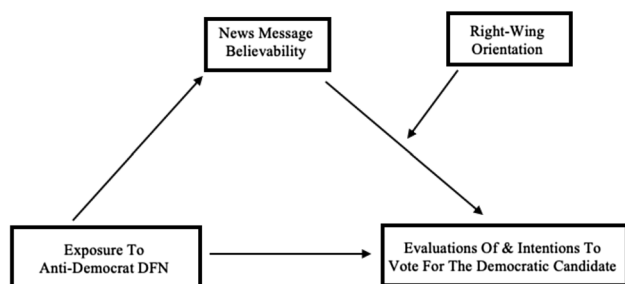 News Message
Believability
Right-Wing
Orientation
Exposure To
Anti-Democrat DFN
Evaluations Of & Intentions To
Vote For The Democratic Candidate